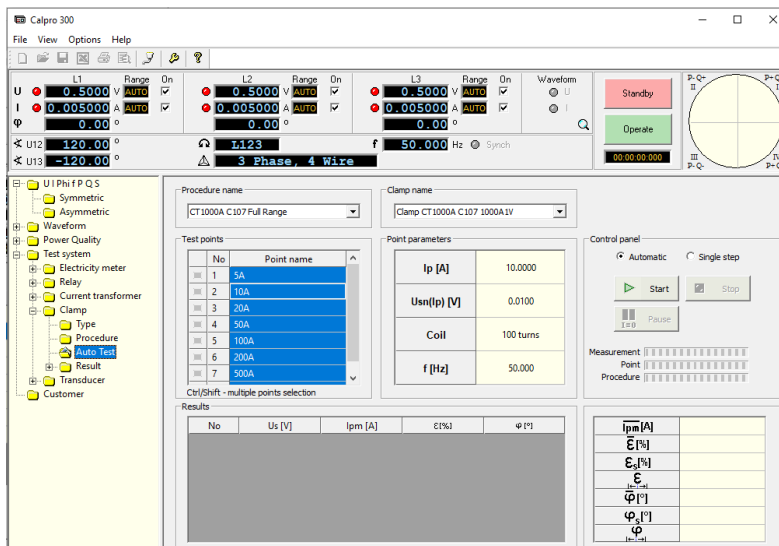 Calpro 300
File View Options Help
L1 Range On L2 Range On L3 Range On Waveform
U 0.5000 V AUTO 0.5000 V AUTO 0.5000 V AUTO U
I 0.005000 A AUTO 0.005000 A AUTO 0.005000 A AUTO I
φ 0.00 ° 0.00 ° 0.00 °
∢ U12 120.00 ° L123 f 50.000 Hz Synch
∢ U13 -120.00 ° 3 Phase, 4 Wire
Standby
Operate
00:00:00:000
P- Q+ P+ Q+
II
III IV
P- Q- P+ Q-
U I Phi f P Q S
Symmetric
Asymmetric
Waveform
Power Quality
Test system
Electricity meter
Relay
Current transformer
Clamp
Type
Procedure
Auto Test
Result
Transducer
Customer
Procedure name
CT1000A C107 Full Range
Clamp name
Clamp CT1000A C107 1000A1V
Test points
No Point name
1 5A
2 10A
3 20A
4 50A
5 100A
6 200A
7 500A
Ctrl/Shift - multiple points selection
Point parameters
Ip [A] 10.0000
Usn(Ip) [V] 0.0100
Coil 100 turns
f [Hz] 50.000
Control panel
Automatic Single step
Start Stop
I=0 Pause
Measurement
Point
Procedure
Results
No Us [V] Ipm [A] ε[%] φ [°]
Ipm [A]
ε [%]
εs[%]
ε
φ [°]
φs [°]
φ